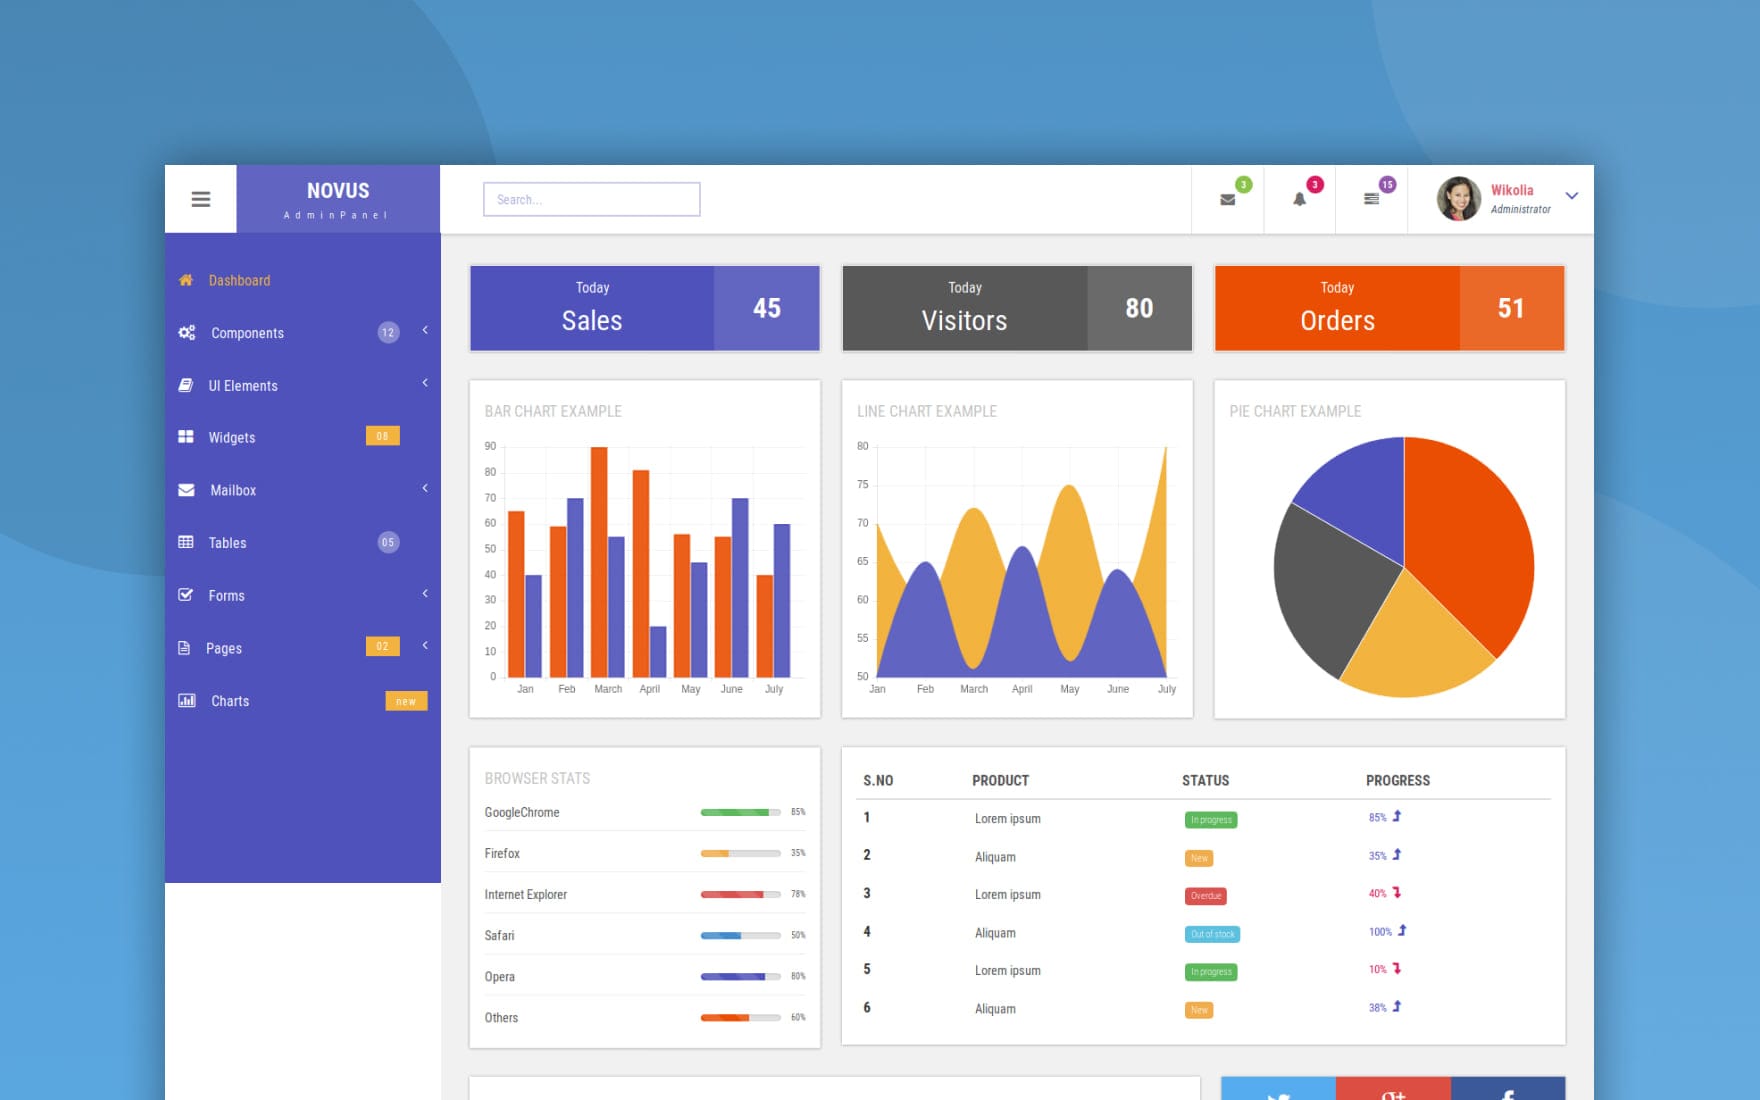 NOVUS
AdminPanel
Search...
3
3
15
Wikolia
Administrator
Dashboard
Components 12
UI Elements
Widgets 08
Mailbox
Tables 05
Forms
Pages 02
Charts new
Today
Sales
45
Today
Visitors
80
Today
Orders
51
BAR CHART EXAMPLE
90
80
70
60
50
40
30
20
10
0
Jan Feb March April May June July
LINE CHART EXAMPLE
80
75
70
65
60
55
50
Jan Feb March April May June July
PIE CHART EXAMPLE
BROWSER STATS
GoogleChrome 85%
Firefox 35%
Internet Explorer 78%
Safari 50%
Opera 80%
Others 60%
S.NO PRODUCT STATUS PROGRESS
1 Lorem ipsum In progress 85%
2 Aliquam New 35%
3 Lorem ipsum Overdue 40%
4 Aliquam Out of stock 100%
5 Lorem ipsum In progress 10%
6 Aliquam New 38%